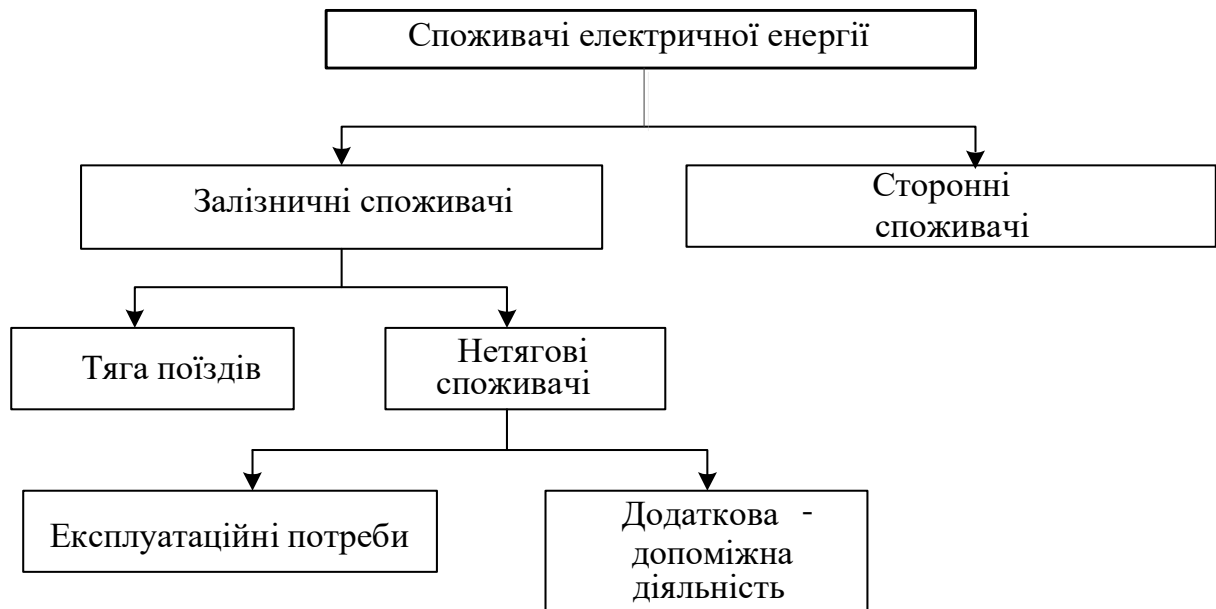 Споживачі електричної енергії
Залізничні споживачі
Сторонні
споживачі
Тяга поїздів
Нетягові
споживачі
Експлуатаційні потреби
Додаткова -
допоміжна
діяльність